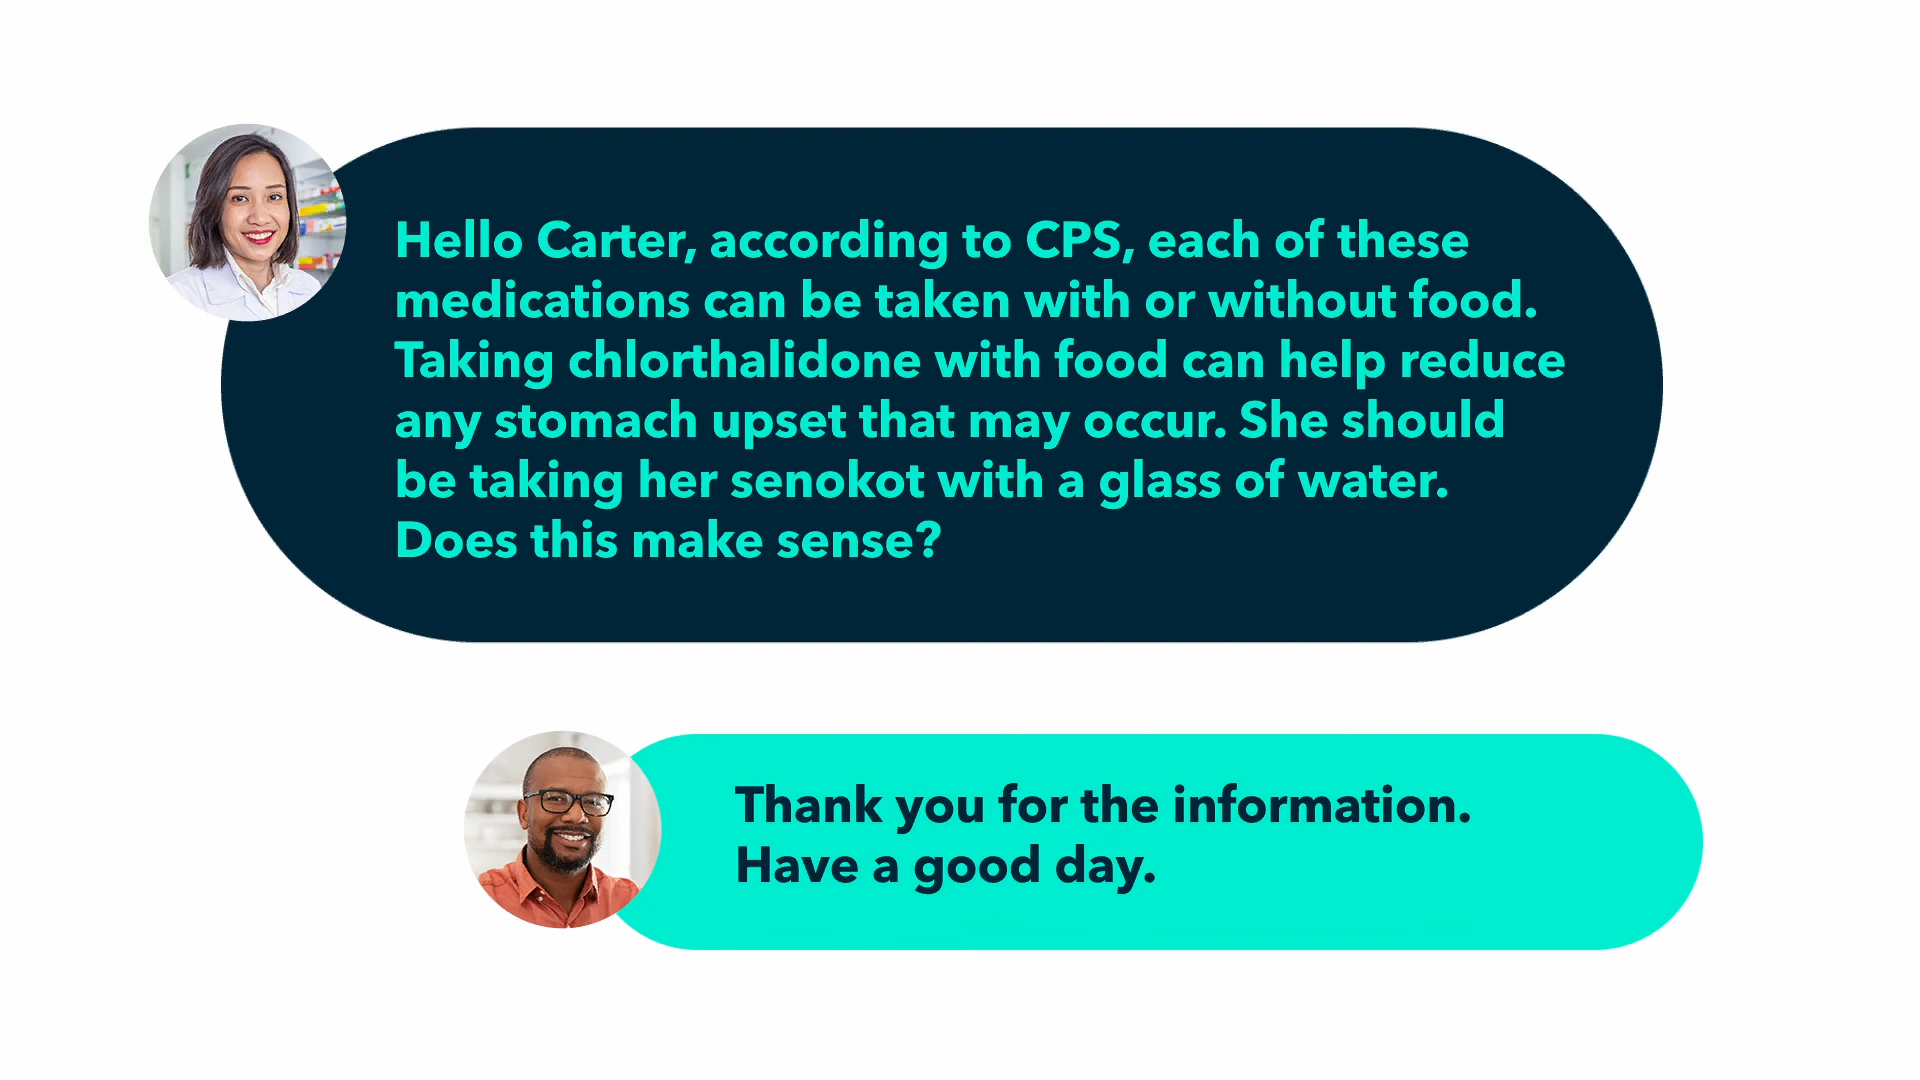 Hello Carter, according to CPS, each of these
medications can be taken with or without food.
Taking chlorthalidone with food can help reduce
any stomach upset that may occur. She should
be taking her senokot with a glass of water.
Does this make sense?
Thank you for the information.
Have a good day.